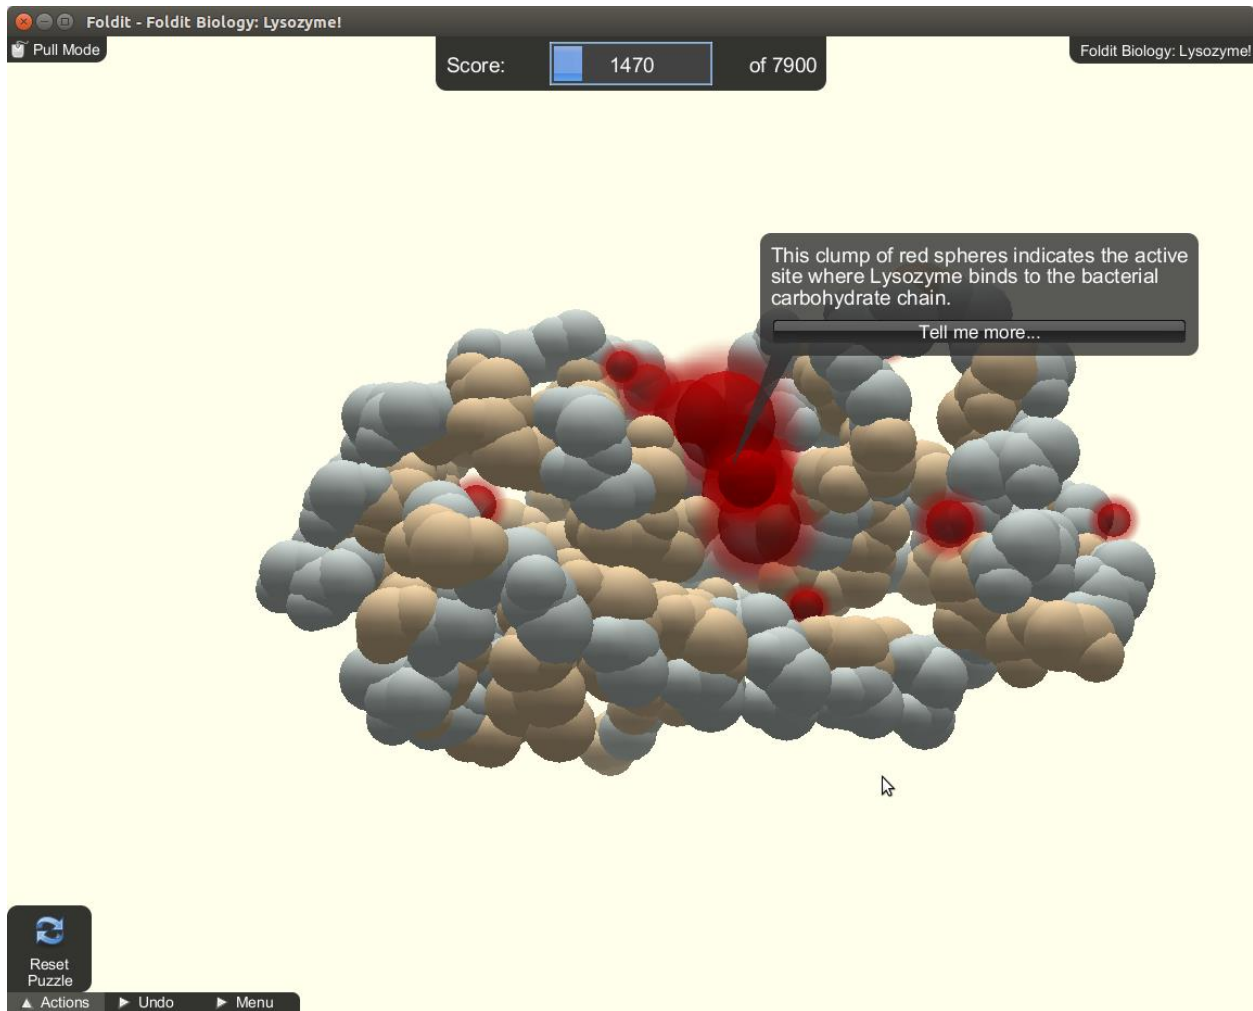 Foldit - Foldit Biology: Lysozyme!
Pull Mode
Score: 1470 of 7900
Foldit Biology: Lysozyme!
This clump of red spheres indicates the active
site where Lysozyme binds to the bacterial
carbohydrate chain.
Tell me more...
Reset
Puzzle
Actions Undo Menu